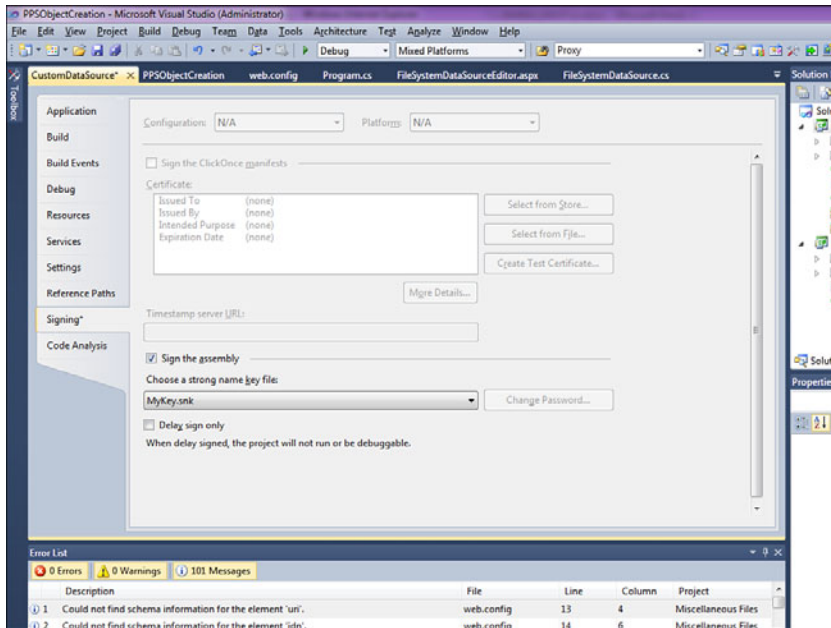 PPSObjectCreation - Microsoft Visual Studio (Administrator)
File Edit View Project Build Debug Team Data Tools Architecture Test Analyze Window Help
Debug Mixed Platforms Proxy
Toolbox
CustomDataSource* PPSObjectCreation web.config Program.cs FileSystemDataSourceEditor.aspx FileSystemDataSource.cs
Solution
Application
Configuration: N/A Platform: N/A
Build
Build Events
Sign the ClickOnce manifests
Debug
Certificate:
Resources
Issued To (none)
Issued By (none)
Intended Purpose (none)
Expiration Date (none)
Select from Store...
Services
Select from File...
Settings
Create Test Certificate...
Reference Paths
More Details...
Signing*
Timestamp server URL:
Code Analysis
Sign the assembly
Choose a strong name key file:
MyKey.snk
Change Password...
Delay sign only
When delay signed, the project will not run or be debuggable.
Solut
Propertie
Error List
0 Errors 0 Warnings 101 Messages
Description File Line Column Project
1 Could not find schema information for the element 'uri'. web.config 13 4 Miscellaneous Files
2 Could not find schema information for the element 'idn'. web.config 14 6 Miscellaneous Files